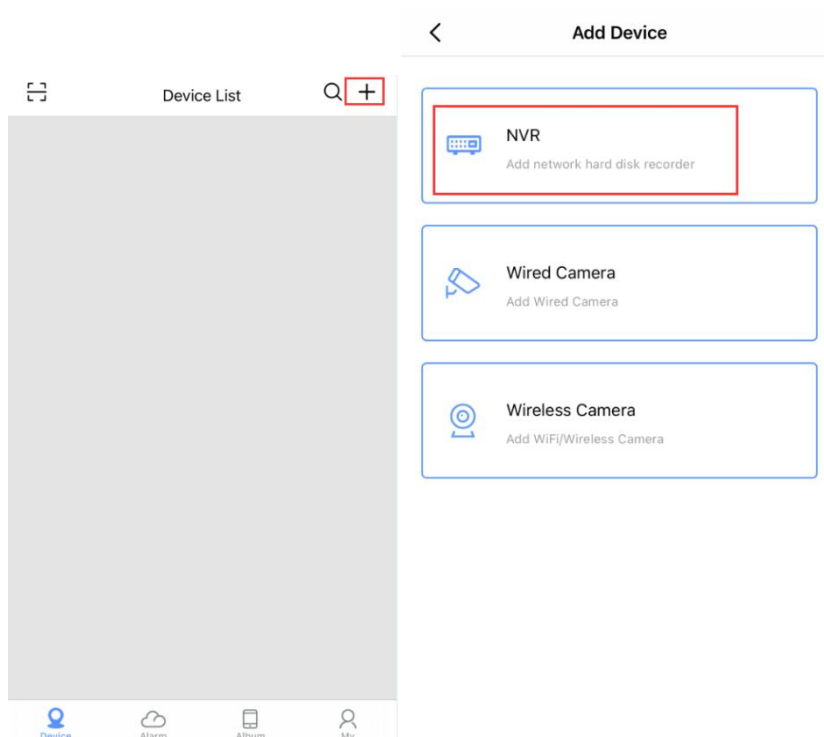 Device List
Device
Alarm
Album
My
Add Device
NVR
Add network hard disk recorder
Wired Camera
Add Wired Camera
Wireless Camera
Add WiFi/Wireless Camera